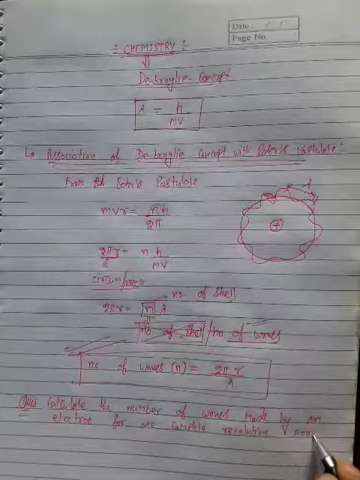 Date :
Page No.
÷ CHEMISTRY ÷
De-broglie Concept
λ = h/MV
↳ Association of De-broglie Concept with Bohr's Postulate:-
From Bohr's Postulate
mvr = nh/2π
2πr = n h/MV
circumference
no. of shell
2πr = n λ
no of shell/no of waves
no of waves (n) = 2πr/λ
Ques Calculate the number of waves made by an
electron for one complete revolution